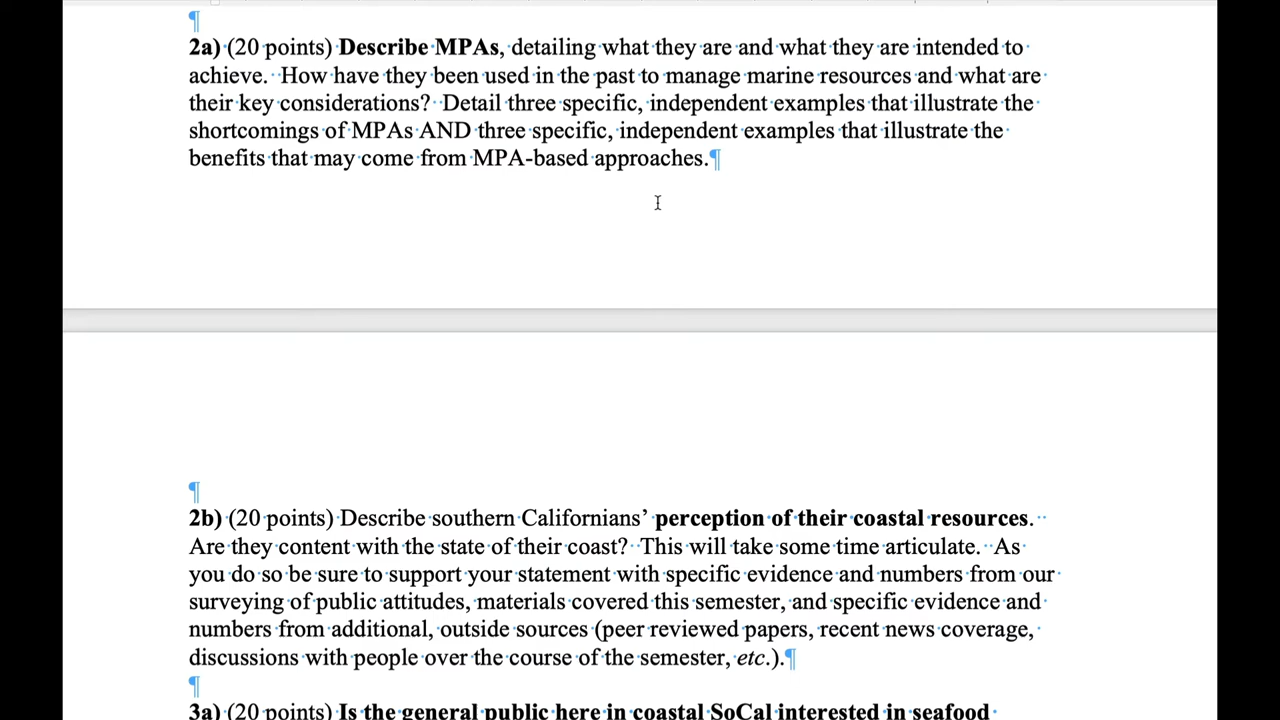 ¶
2a) (20 points) Describe MPAs, detailing what they are and what they are intended to
achieve.  How have they been used in the past to manage marine resources and what are
their key considerations?  Detail three specific, independent examples that illustrate the
shortcomings of MPAs AND three specific, independent examples that illustrate the
benefits that may come from MPA-based approaches.¶
¶
2b) (20 points) Describe southern Californians’ perception of their coastal resources.
Are they content with the state of their coast?  This will take some time articulate.  As
you do so be sure to support your statement with specific evidence and numbers from our
surveying of public attitudes, materials covered this semester, and specific evidence and
numbers from additional, outside sources (peer reviewed papers, recent news coverage,
discussions with people over the course of the semester, etc.).¶
¶
3a) (20 points) Is the general public here in coastal SoCal interested in seafood